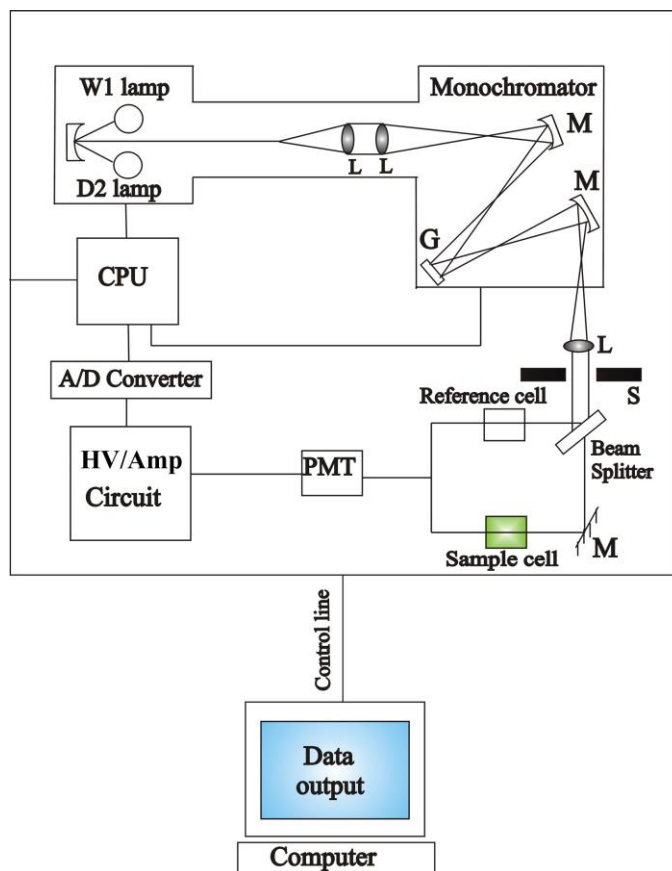 W1 lamp
D2 lamp
Monochromator
M
L
L
M
G
CPU
L
A/D Converter
S
Reference cell
Beam
Splitter
HV/Amp
Circuit
PMT
Sample cell
M
Control line
Data
output
Computer